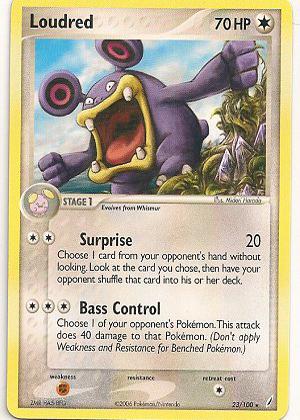 Loudred
70 HP
Illus. Midori Harada
STAGE 1
Evolves from Whismur
Surprise 20
Choose 1 card from your opponent's hand without
looking. Look at the card you chose, then have your
opponent shuffle that card into his or her deck.
Bass Control
Choose 1 of your opponent's Pokémon. This attack
does 40 damage to that Pokémon. (Don't apply
Weakness and Resistance for Benched Pokémon.)
weakness resistance retreat cost
©2006 Pokémon/Nintendo 23/100